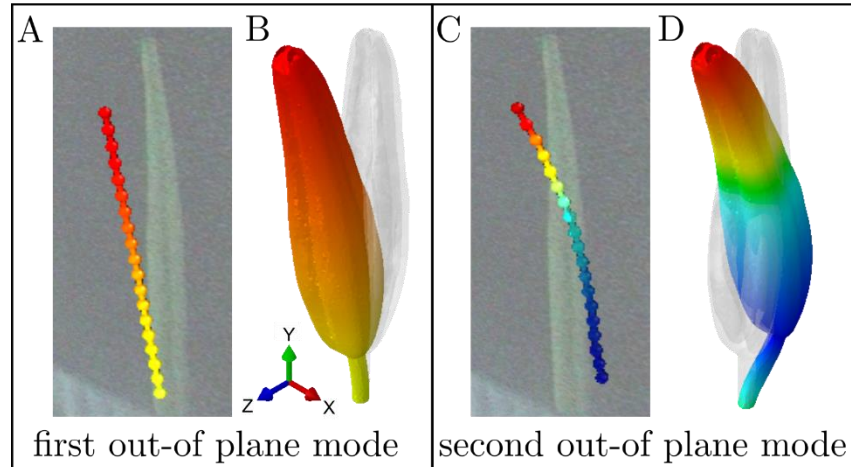 A
B
C
D
Y
Z
X
first out-of plane mode
second out-of plane mode